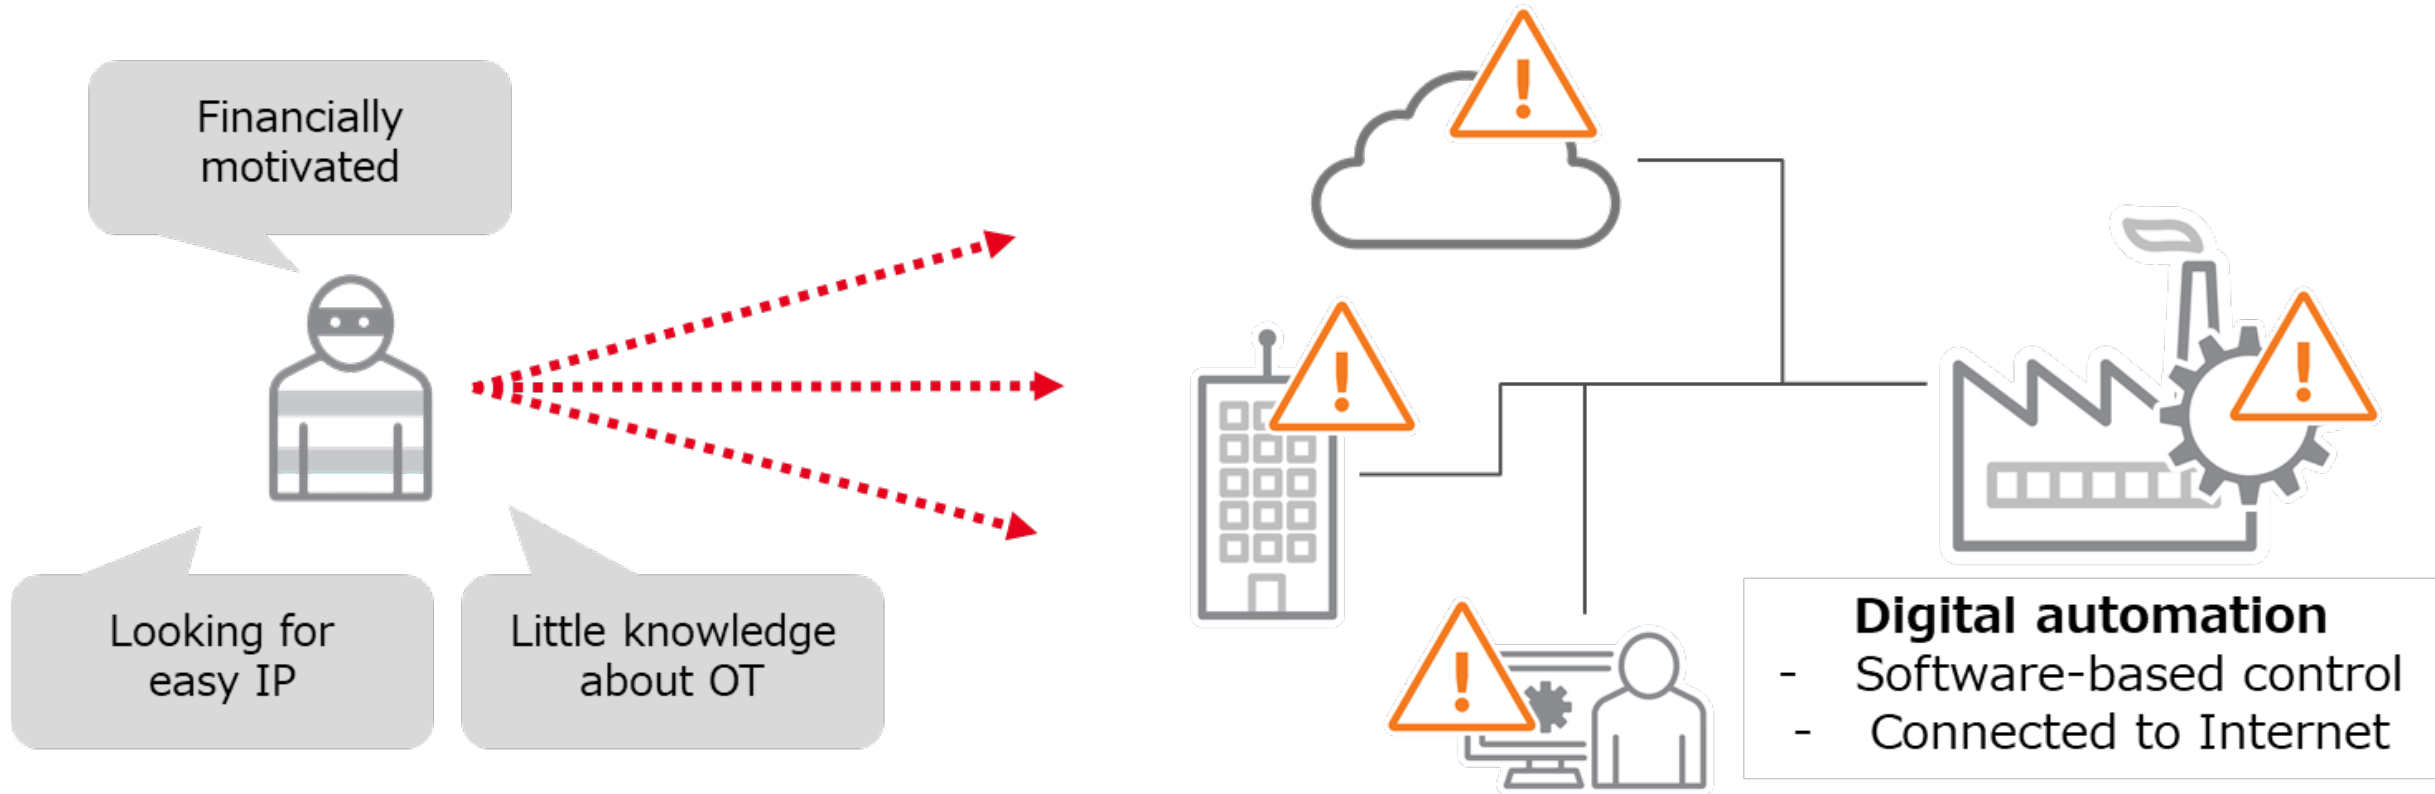 Financially
motivated
Looking for
easy IP
Little knowledge
about OT
Digital automation
- Software-based control
- Connected to Internet